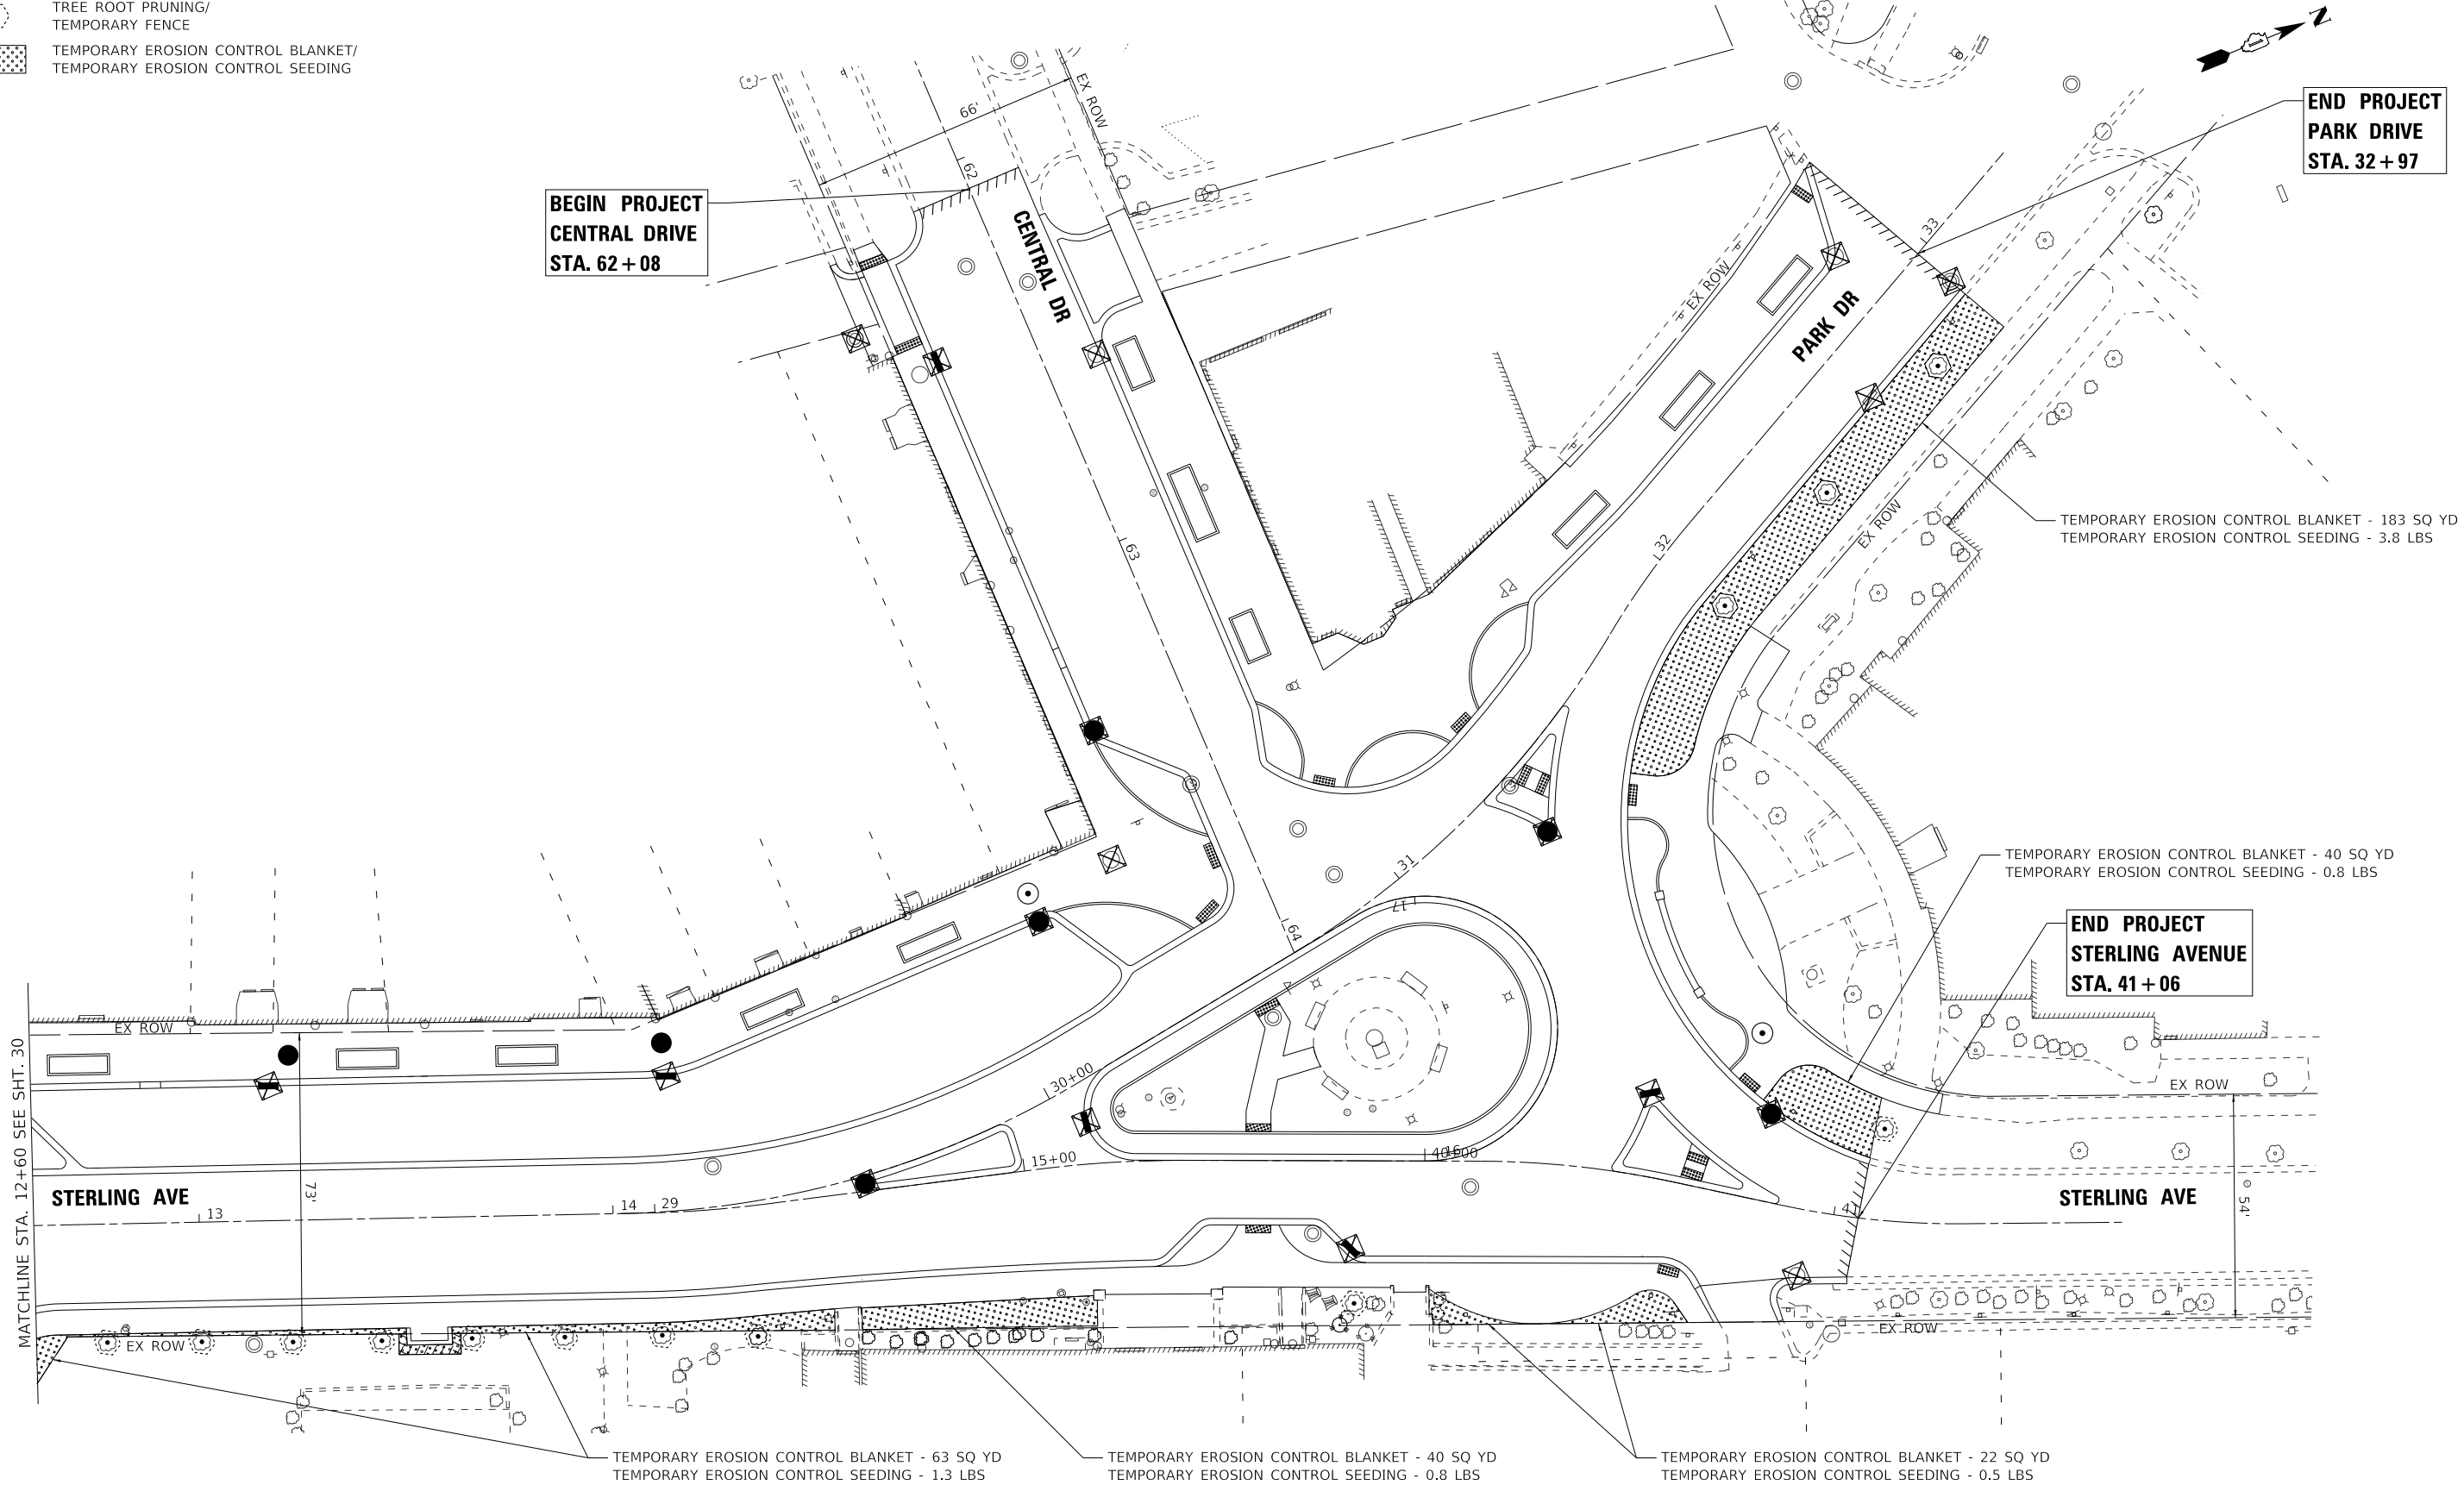 TREE ROOT PRUNING/
TEMPORARY FENCE
TEMPORARY EROSION CONTROL BLANKET/
TEMPORARY EROSION CONTROL SEEDING
N
END PROJECT
PARK DRIVE
STA. 32+97
BEGIN PROJECT
CENTRAL DRIVE
STA. 62+08
66'
EX ROW
62
CENTRAL DR
63
64
EX ROW
33
PARK DR
32
EX ROW
31
TEMPORARY EROSION CONTROL BLANKET - 183 SQ YD
TEMPORARY EROSION CONTROL SEEDING - 3.8 LBS
TEMPORARY EROSION CONTROL BLANKET - 40 SQ YD
TEMPORARY EROSION CONTROL SEEDING - 0.8 LBS
END PROJECT
STERLING AVENUE
STA. 41+06
17
MATCHLINE STA. 12+60 SEE SHT. 30
EX ROW
73'
30+00
15+00
16
40+00
EX ROW
STERLING AVE
13
14
29
41
STERLING AVE
54'
EX ROW
EX ROW
TEMPORARY EROSION CONTROL BLANKET - 63 SQ YD
TEMPORARY EROSION CONTROL SEEDING - 1.3 LBS
TEMPORARY EROSION CONTROL BLANKET - 40 SQ YD
TEMPORARY EROSION CONTROL SEEDING - 0.8 LBS
TEMPORARY EROSION CONTROL BLANKET - 22 SQ YD
TEMPORARY EROSION CONTROL SEEDING - 0.5 LBS